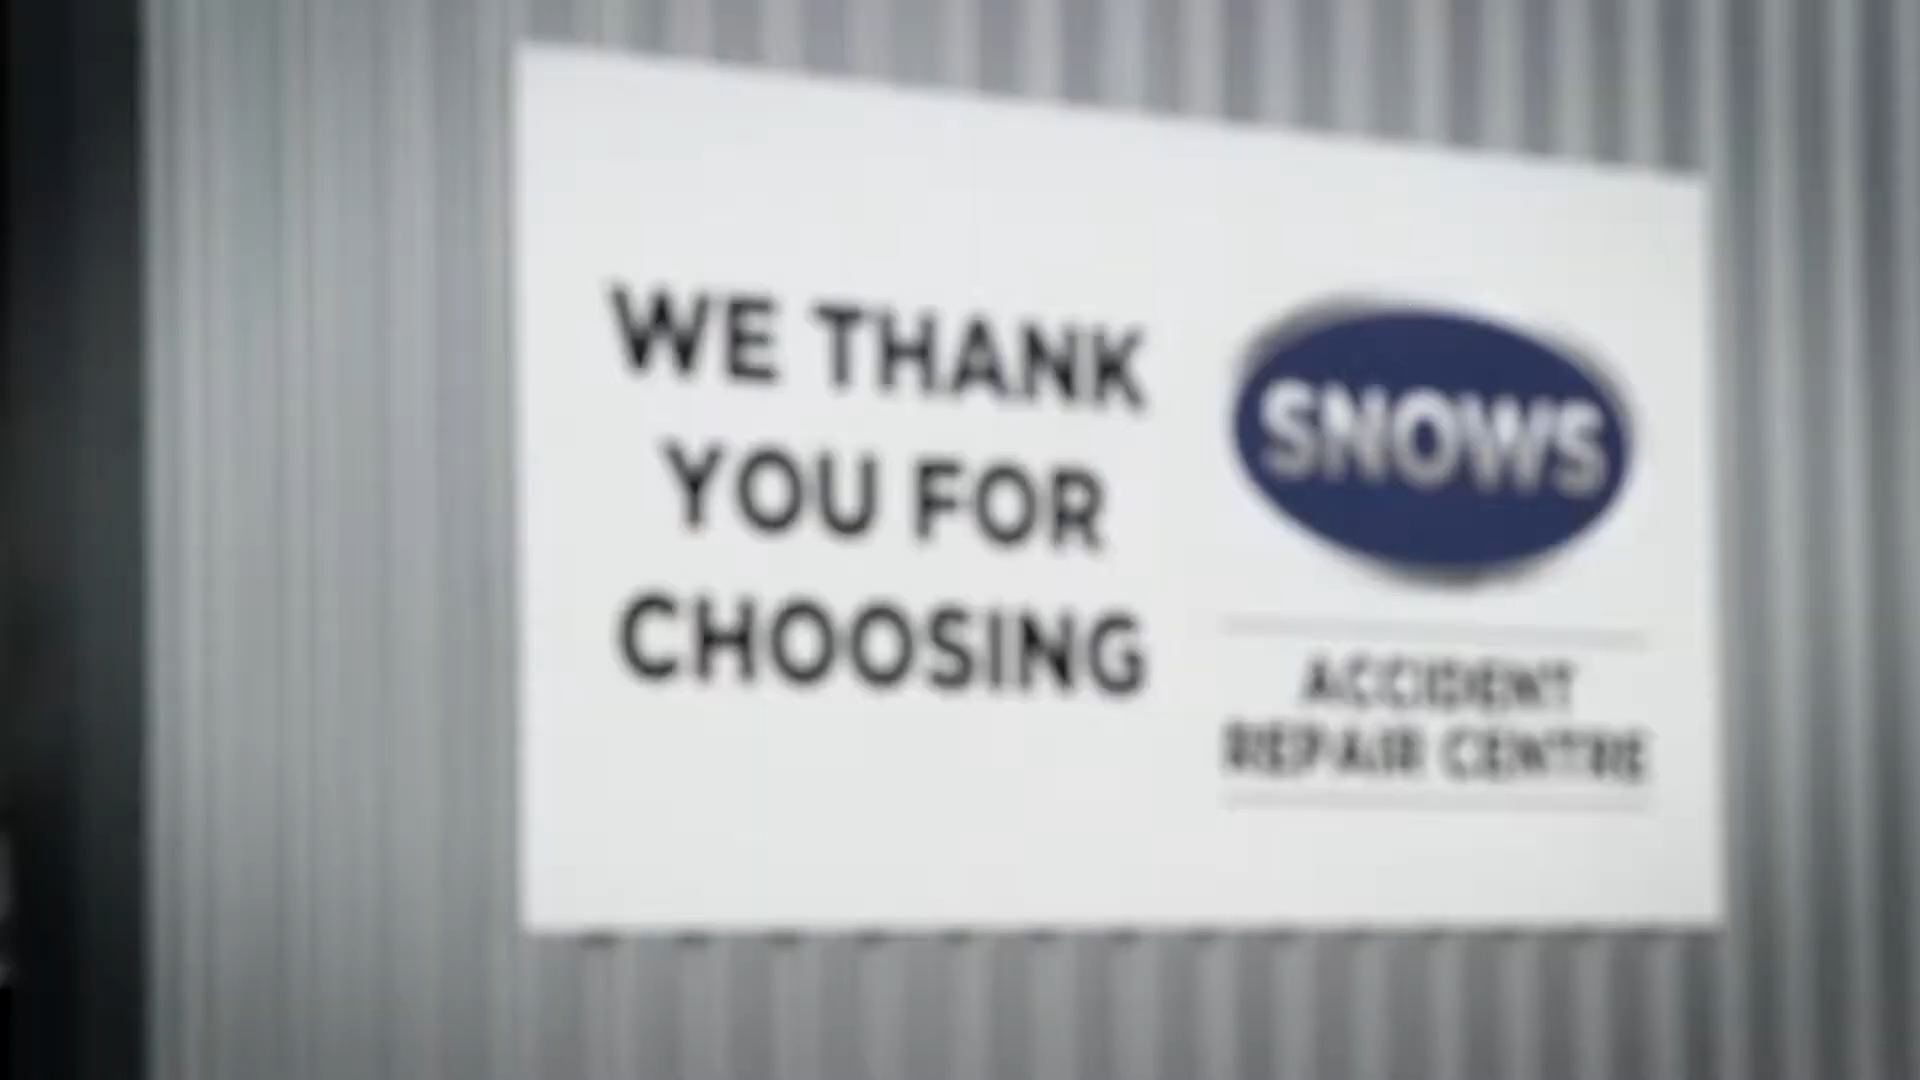 WE THANK
YOU FOR
CHOOSING
SNOWS
ACCIDENT
REPAIR CENTRE